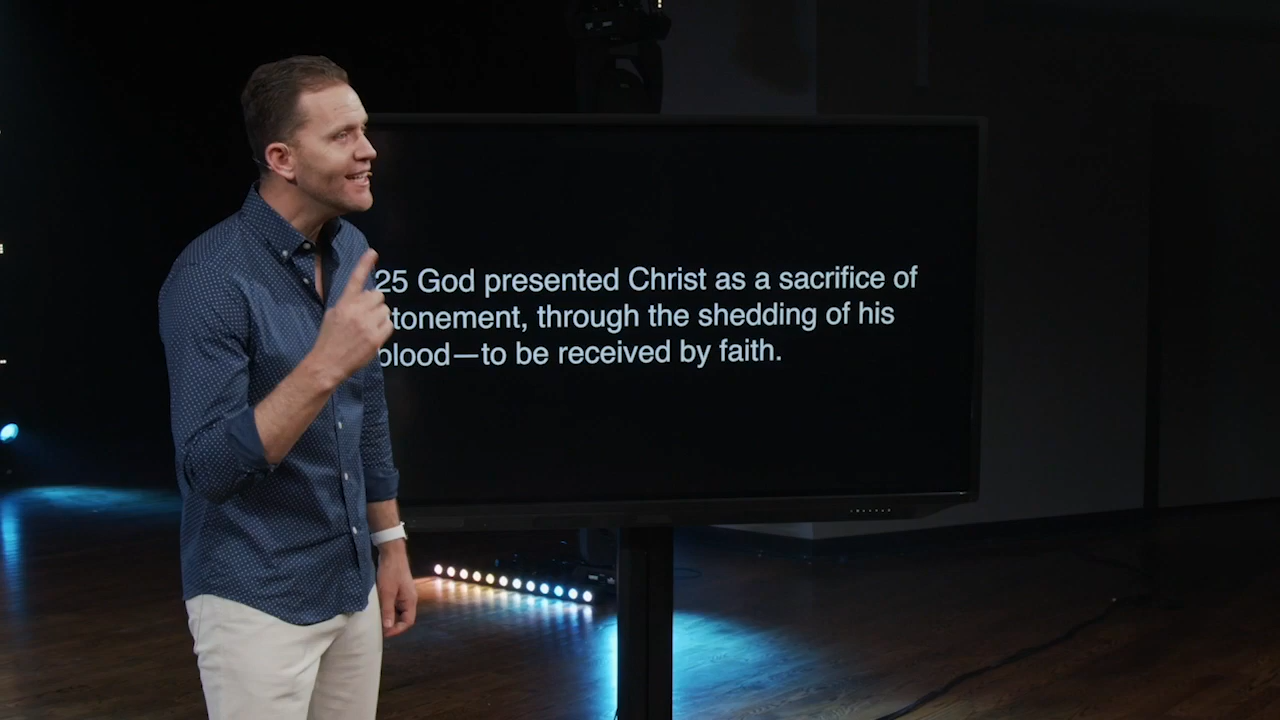 25 God presented Christ as a sacrifice of
tonement, through the shedding of his
blood—to be received by faith.